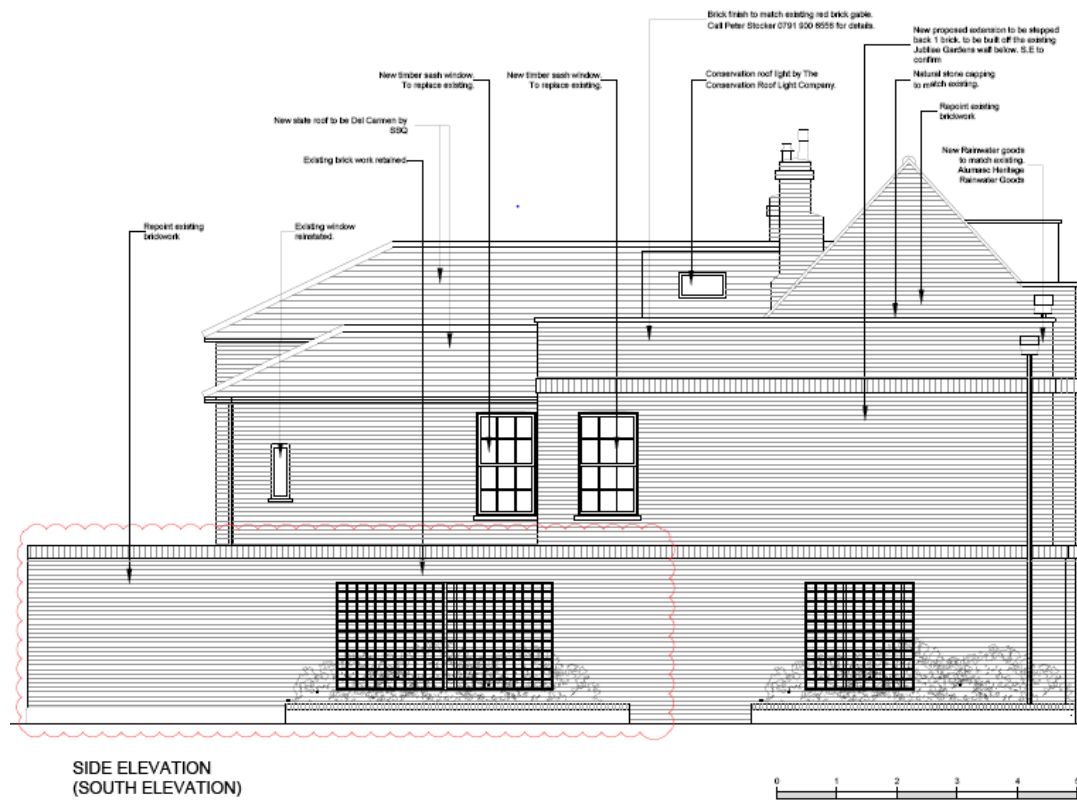 Brick finish to match existing red brick gable.
Call Peter Stocker 0791 900 6656 for details.
New proposed extension to be stepped
back 1 brick. to be built off the existing
Jubilee Gardens wall below. S.E to
confirm
New timber sash window
To replace existing.
New timber sash window
To replace existing.
Conservation roof light by The
Conservation Roof Light Company.
Natural stone capping
to match existing.
Repoint existing
brickwork
New slate roof to be Del Carmen by
SSQ
Existing brick work retained
New Rainwater goods
to match existing.
Alumasc Heritage
Rainwater Goods
Repoint existing
brickwork
Existing window
reinstated.
SIDE ELEVATION
(SOUTH ELEVATION)
0 1 2 3 4 5